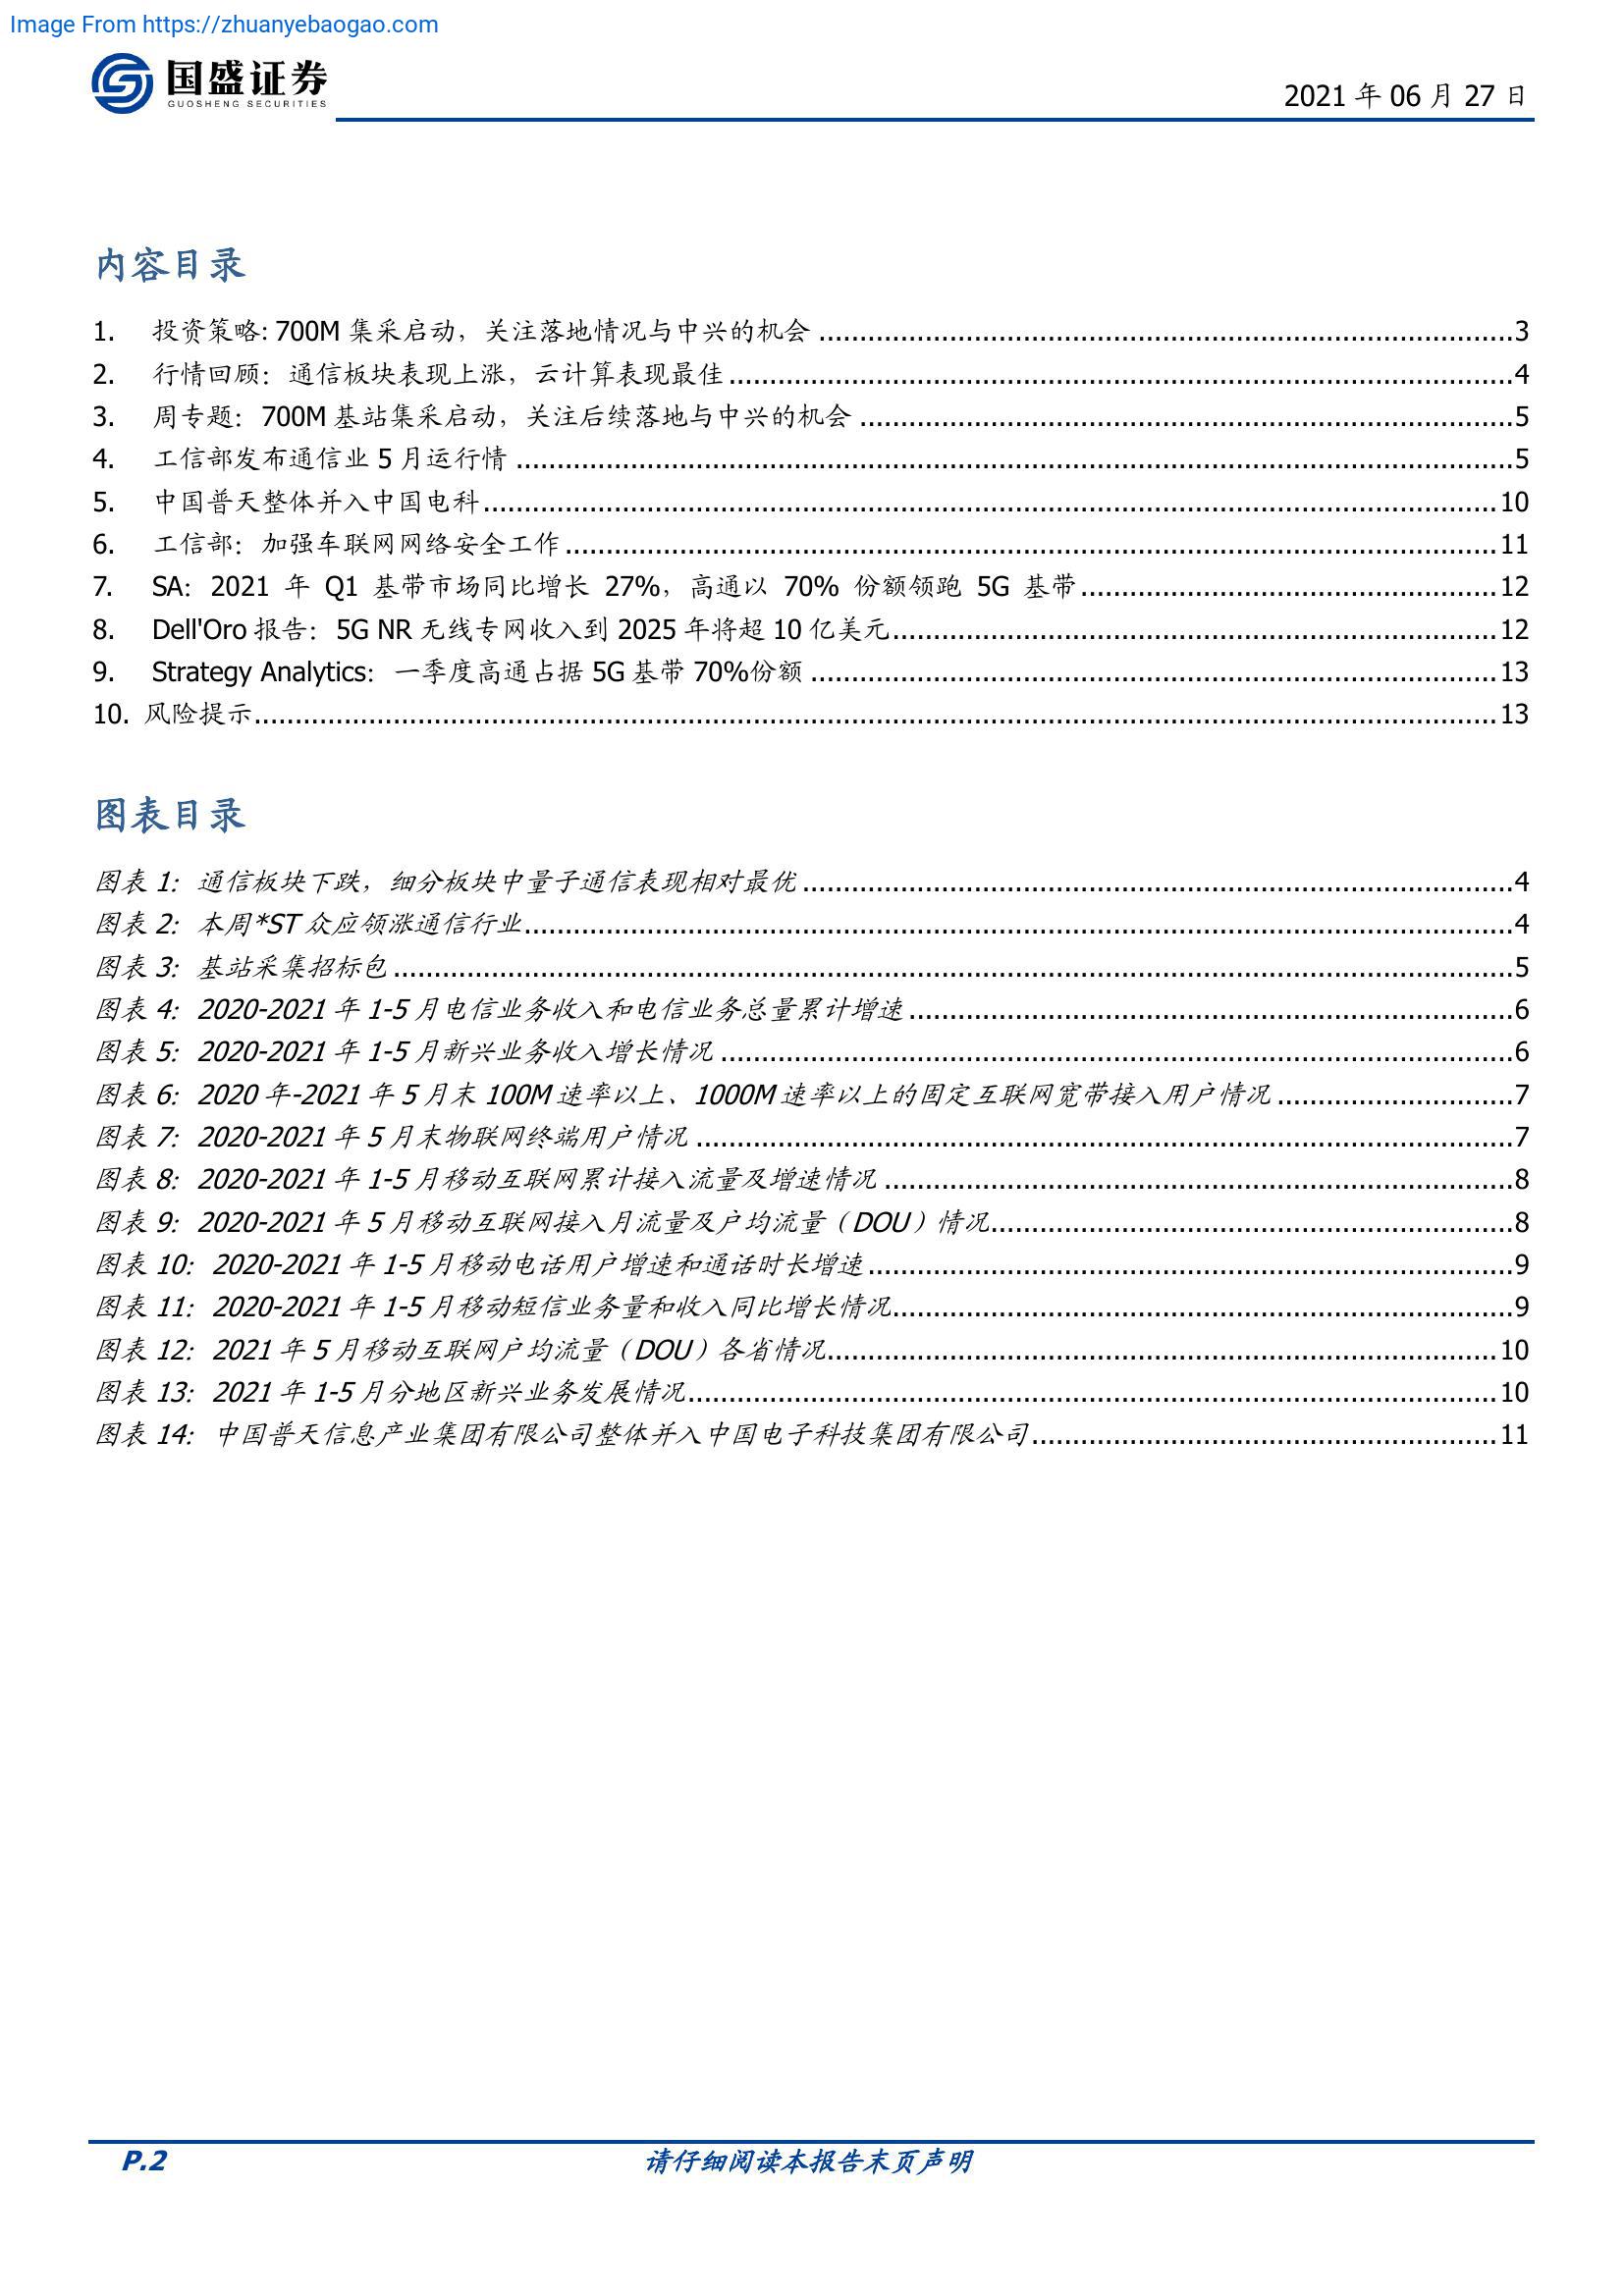 Image From https://zhuanyebaogao.com
国盛证券
GUOSHENG SECURITIES
2021 年 06 月 27 日
内容目录
1. 投资策略: 700M 集采启动，关注落地情况与中兴的机会 3
2. 行情回顾：通信板块表现上涨，云计算表现最佳 4
3. 周专题：700M 基站集采启动，关注后续落地与中兴的机会 5
4. 工信部发布通信业 5 月运行情 5
5. 中国普天整体并入中国电科 10
6. 工信部：加强车联网网络安全工作 11
7. SA：2021 年 Q1 基带市场同比增长 27%，高通以 70% 份额领跑 5G 基带 12
8. Dell'Oro 报告：5G NR 无线专网收入到 2025 年将超 10 亿美元 12
9. Strategy Analytics：一季度高通占据 5G 基带 70%份额 13
10. 风险提示 13
图表目录
图表 1：通信板块下跌，细分板块中量子通信表现相对最优 4
图表 2：本周*ST 众应领涨通信行业 4
图表 3：基站采集招标包 5
图表 4：2020-2021 年 1-5 月电信业务收入和电信业务总量累计增速 6
图表 5：2020-2021 年 1-5 月新兴业务收入增长情况 6
图表 6：2020 年-2021 年 5 月末 100M 速率以上、1000M 速率以上的固定互联网宽带接入用户情况 7
图表 7：2020-2021 年 5 月末物联网终端用户情况 7
图表 8：2020-2021 年 1-5 月移动互联网累计接入流量及增速情况 8
图表 9：2020-2021 年 5 月移动互联网接入月流量及户均流量（DOU）情况 8
图表 10：2020-2021 年 1-5 月移动电话用户增速和通话时长增速 9
图表 11：2020-2021 年 1-5 月移动短信业务量和收入同比增长情况 9
图表 12：2021 年 5 月移动互联网户均流量（DOU）各省情况 10
图表 13：2021 年 1-5 月分地区新兴业务发展情况 10
图表 14：中国普天信息产业集团有限公司整体并入中国电子科技集团有限公司 11
P.2
请仔细阅读本报告末页声明